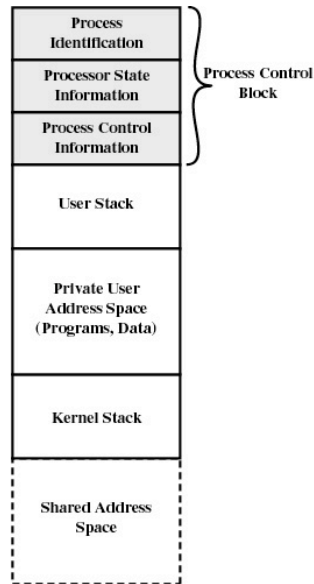 Process
Identification
Processor State
Information
Process Control
Information
Process Control
Block
User Stack
Private User
Address Space
(Programs, Data)
Kernel Stack
Shared Address
Space